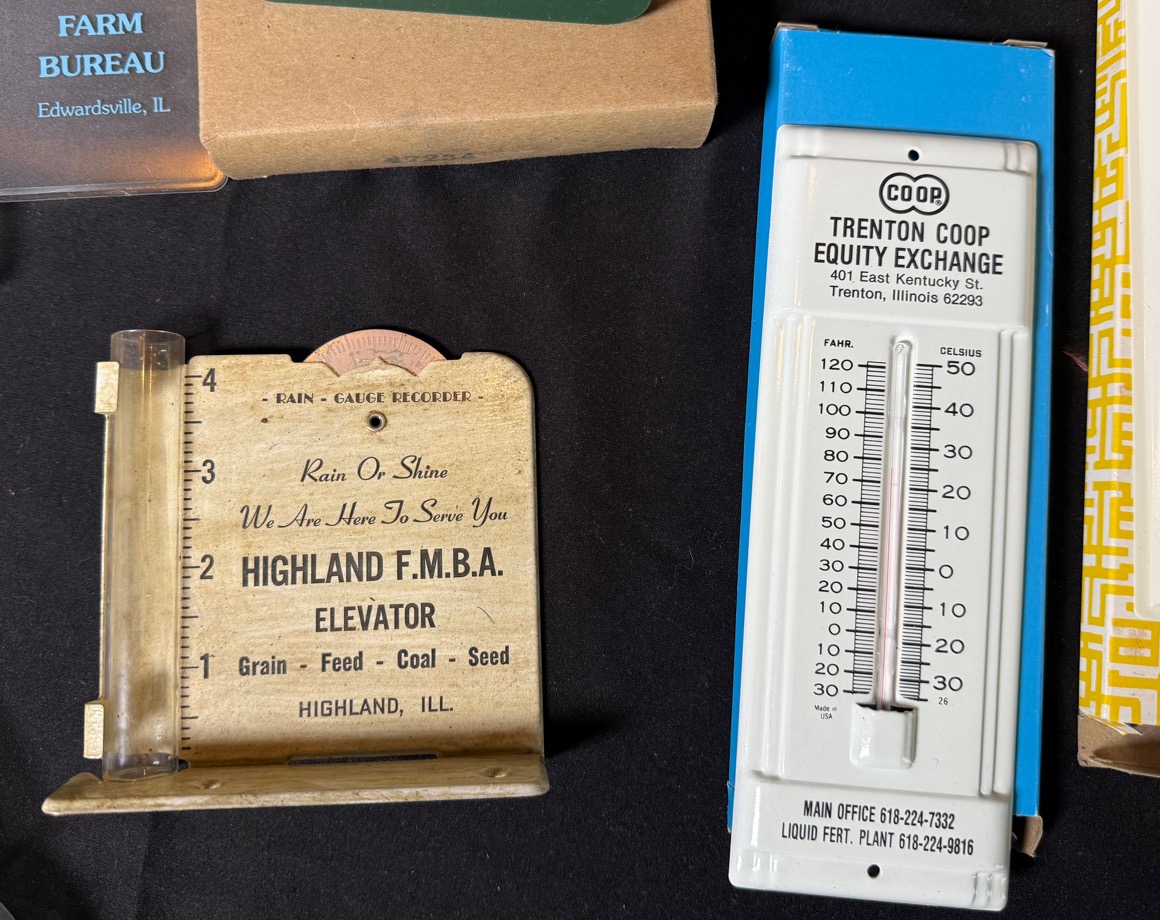 FARM
BUREAU
Edwardsville, IL
4
3
2
1
- RAIN - GAUGE RECORDER -
Rain Or Shine
We Are Here To Serve You
HIGHLAND F.M.B.A.
ELEVATOR
Grain - Feed - Coal - Seed
HIGHLAND, ILL.
COOP®
TRENTON COOP
EQUITY EXCHANGE
401 East Kentucky St.
Trenton, Illinois 62293
FAHR.
CELSIUS
120
110
100
90
80
70
60
50
40
30
20
10
0
10
20
30
50
40
30
20
10
0
10
20
30
26
Made in
USA
MAIN OFFICE 618-224-7332
LIQUID FERT. PLANT 618-224-9816